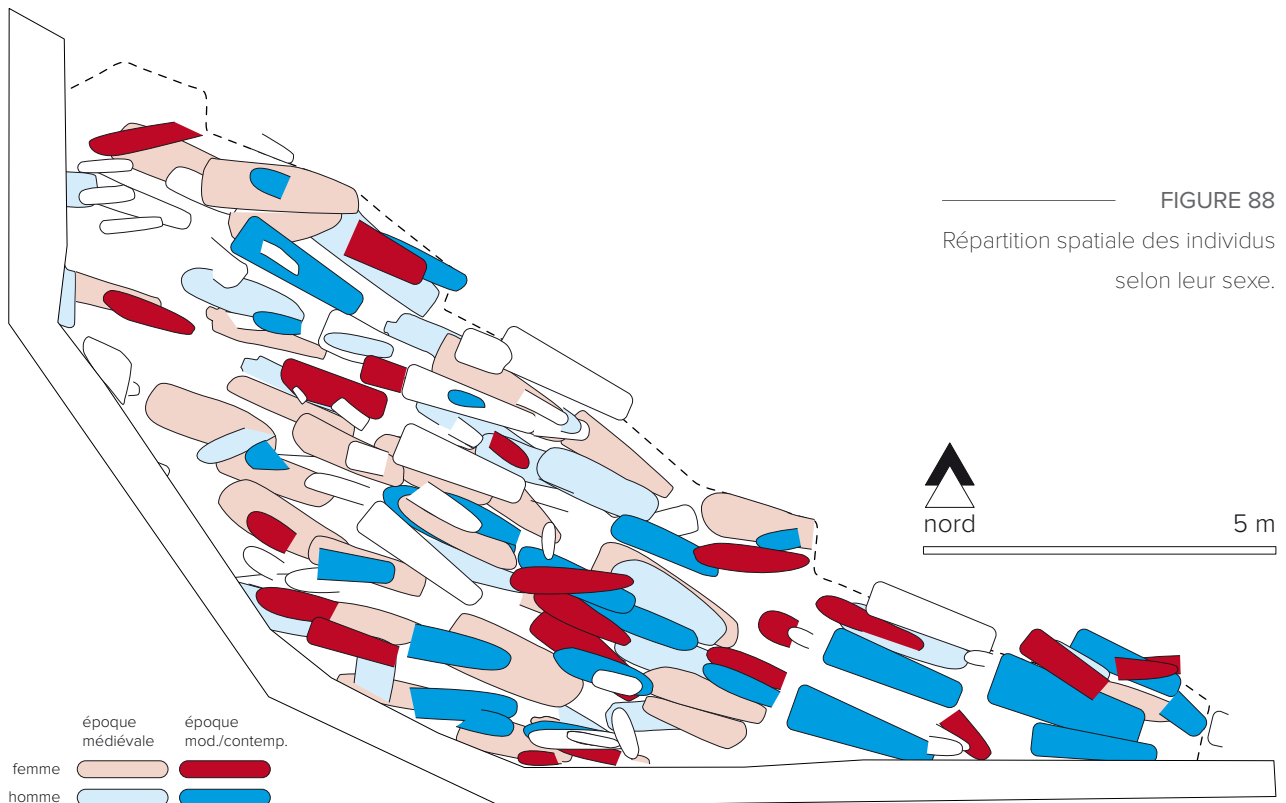 FIGURE 88
Répartition spatiale des individus
selon leur sexe.
nord
5 m
époque
médiévale
époque
mod./contemp.
femme
homme